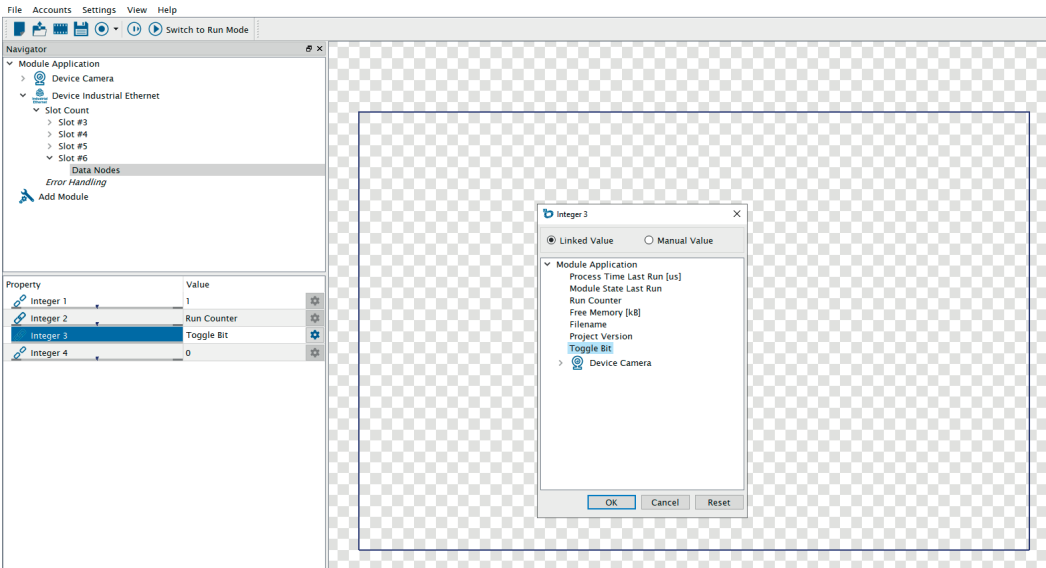 File Accounts Settings View Help
Switch to Run Mode
Navigator
Module Application
Device Camera
Device Industrial Ethernet
Slot Count
Slot #3
Slot #4
Slot #5
Slot #6
Data Nodes
Error Handling
Add Module
Property Value
Integer 1 1
Integer 2 Run Counter
Integer 3 Toggle Bit
Integer 4 0
Integer 3
Linked Value Manual Value
Module Application
Process Time Last Run [us]
Module State Last Run
Run Counter
Free Memory [kB]
Filename
Project Version
Toggle Bit
Device Camera
OK Cancel Reset